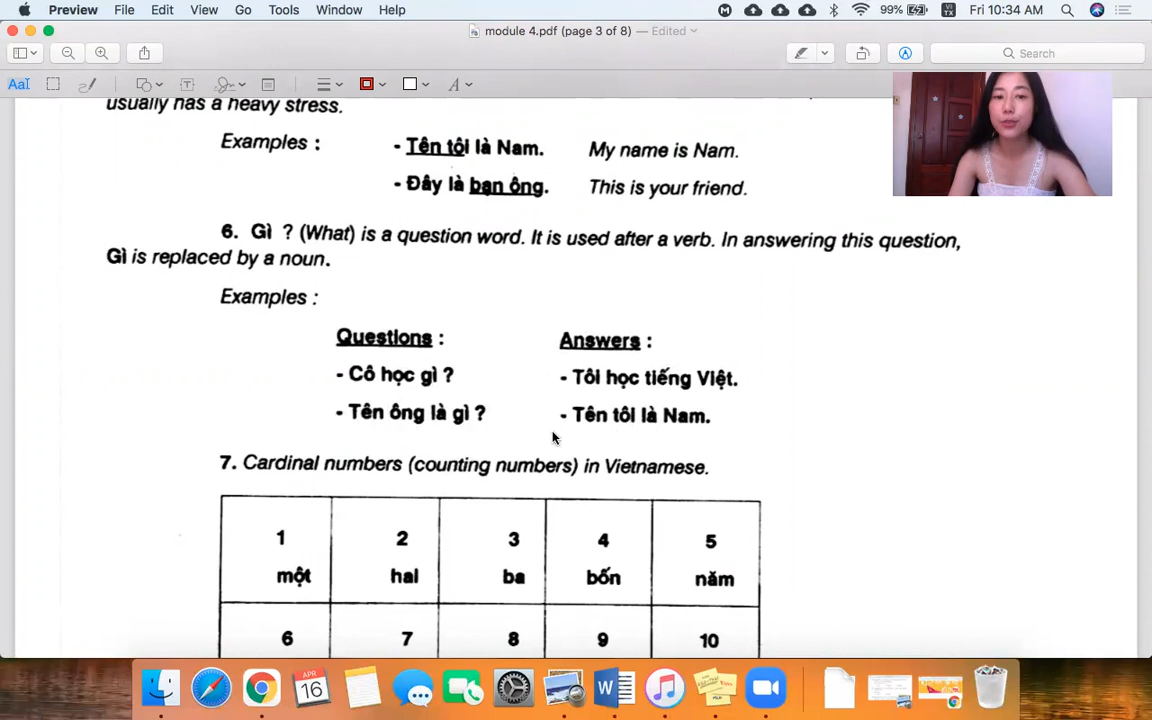 Preview File Edit View Go Tools Window Help 99% VI TX Fri 10:34 AM
module 4.pdf (page 3 of 8) — Edited
Search
AaI T A
usually has a heavy stress.
Examples : - Tên tôi là Nam. My name is Nam.
- Đây là bạn ông. This is your friend.
6. Gì ? (What) is a question word. It is used after a verb. In answering this question,
Gì is replaced by a noun.
Examples :
Questions : Answers :
- Cô học gì ? - Tôi học tiếng Việt.
- Tên ông là gì ? - Tên tôi là Nam.
7. Cardinal numbers (counting numbers) in Vietnamese.
1 2 3 4 5
một hai ba bốn năm
6 7 8 9 10
APR
16
W